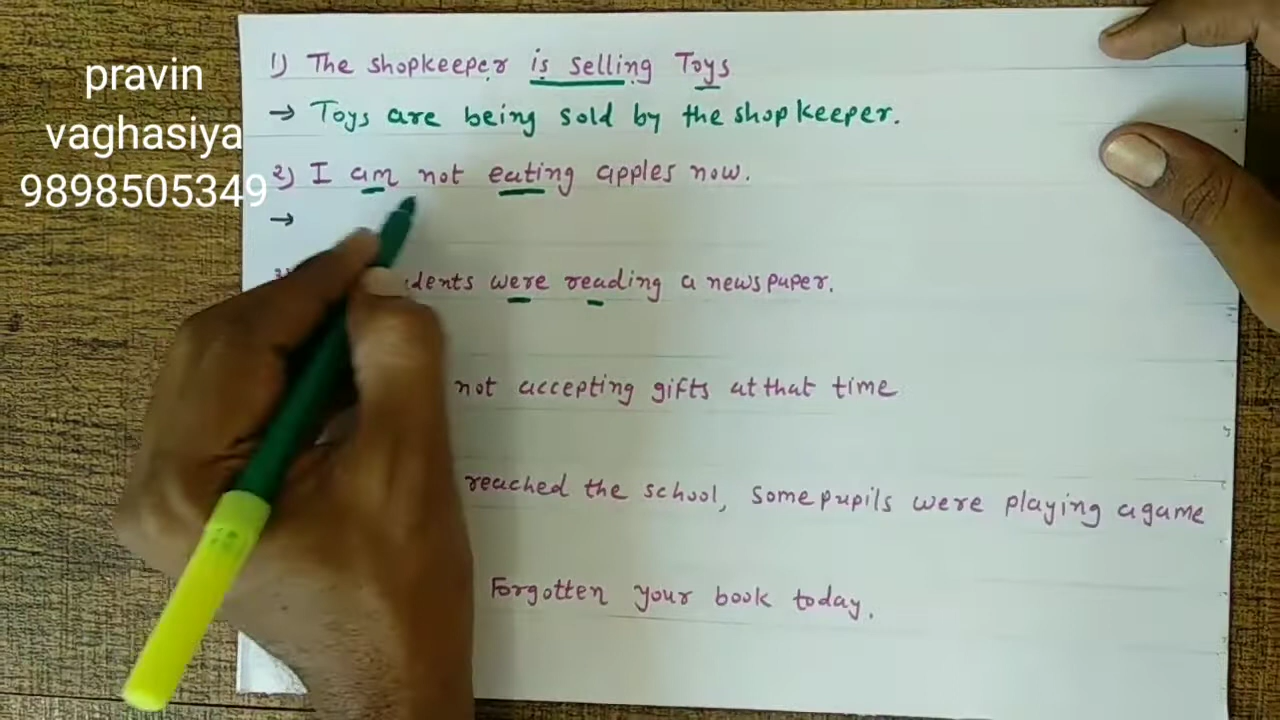 pravin
vaghasiya
9898505349
1) The shopkeeper is selling Toys
→ Toys are being sold by the shopkeeper.
2) I am not eating apples now.
→
were reading a newspaper.
not accepting gifts at that time
reached the school, some pupils were playing a game
Forgotten your book today.